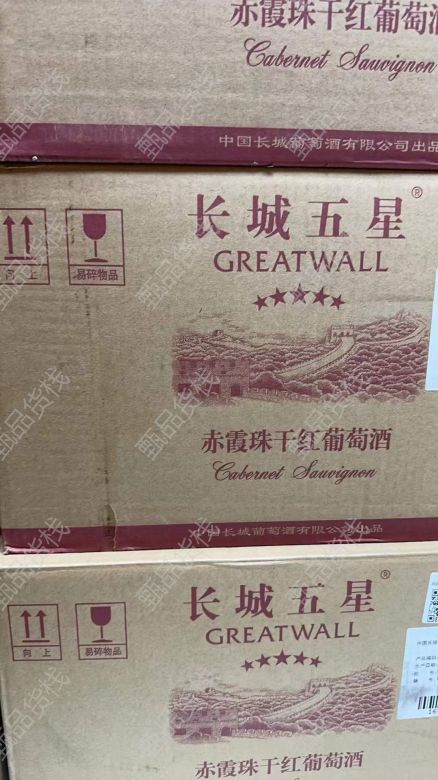 赤霞珠干红葡萄酒
Cabernet Sauvignon
中国长城葡萄酒有限公司出品
长城五星®
GREATWALL
向上
易碎物品
赤霞珠干红葡萄酒
Cabernet Sauvignon
中国长城葡萄酒有限公司出品
长城五星®
GREATWALL
向上
易碎物品
赤霞珠干红葡萄酒
甄品货栈